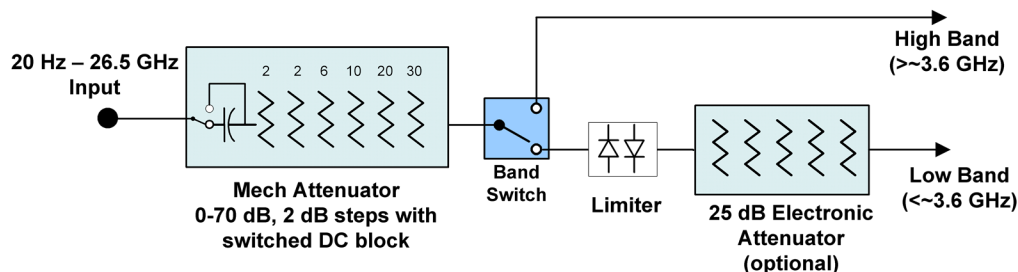 20 Hz – 26.5 GHz
Input
2 2 6 10 20 30
Mech Attenuator
0-70 dB, 2 dB steps with
switched DC block
Band
Switch
Limiter
25 dB Electronic
Attenuator
(optional)
High Band
(>~3.6 GHz)
Low Band
(<~3.6 GHz)